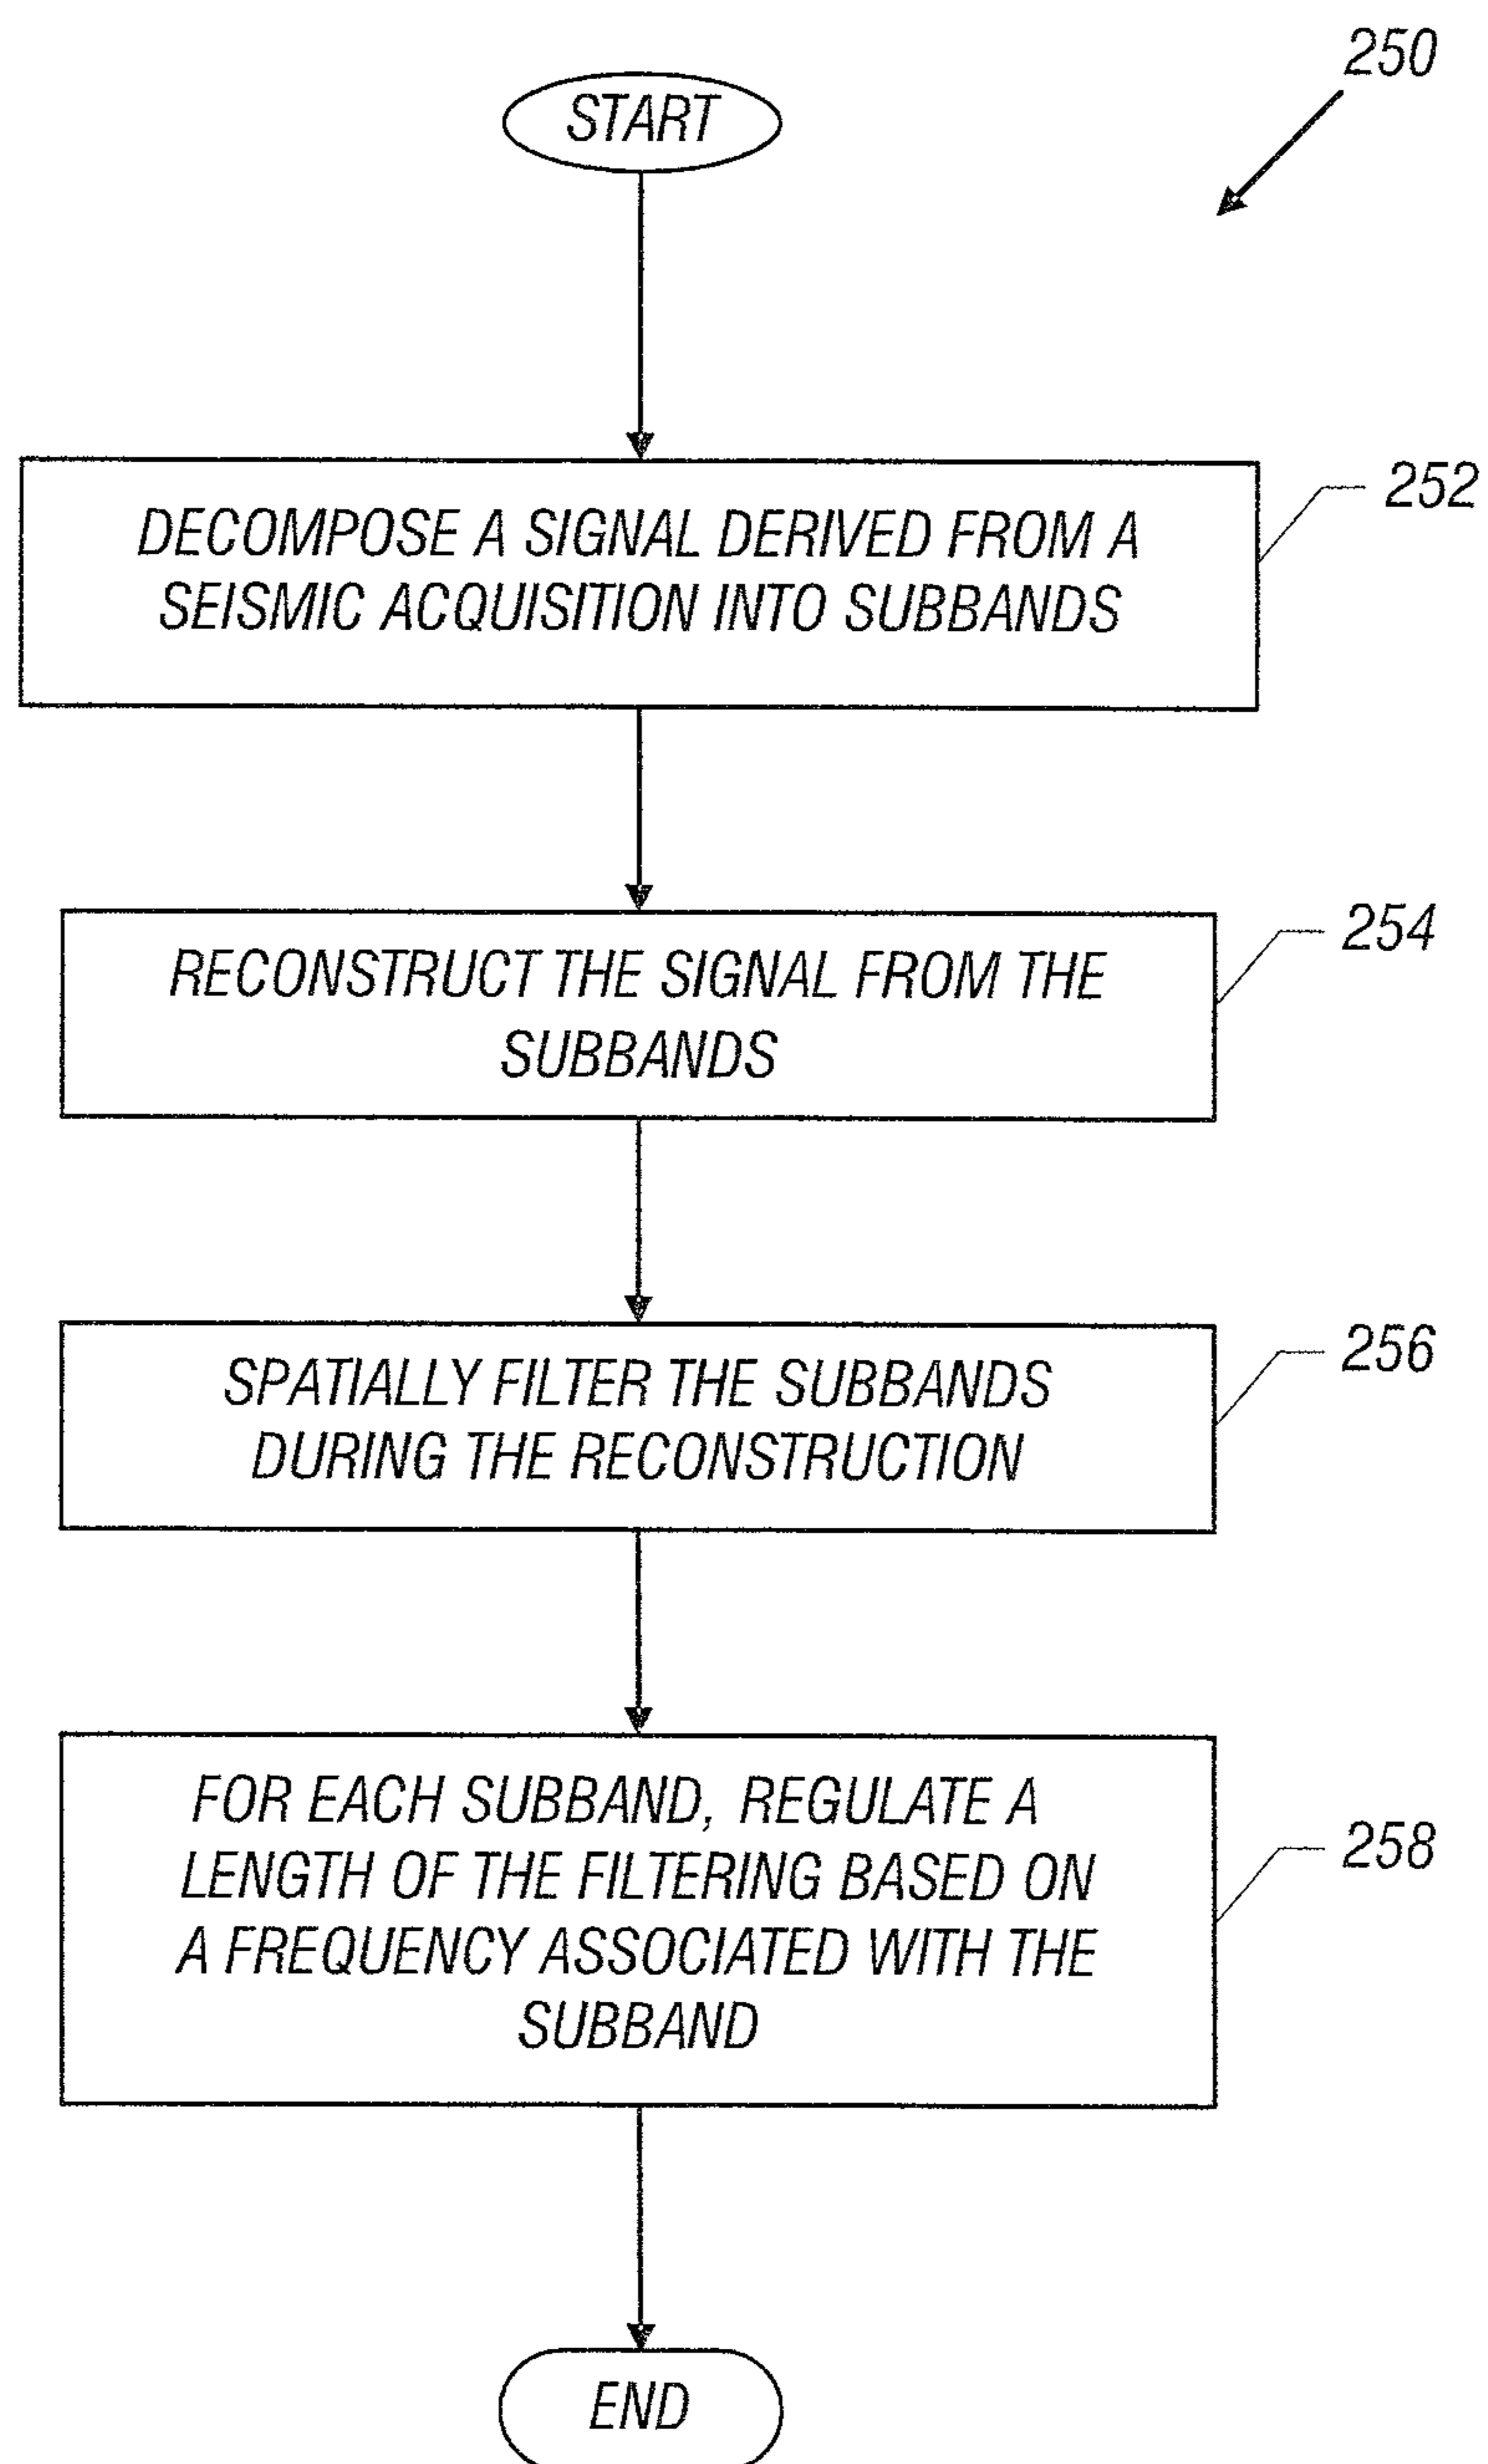 250
START
252
DECOMPOSE A SIGNAL DERIVED FROM A
SEISMIC ACQUISITION INTO SUBBANDS
254
RECONSTRUCT THE SIGNAL FROM THE
SUBBANDS
256
SPATIALLY FILTER THE SUBBANDS
DURING THE RECONSTRUCTION
258
FOR EACH SUBBAND, REGULATE A
LENGTH OF THE FILTERING BASED ON
A FREQUENCY ASSOCIATED WITH THE
SUBBAND
END